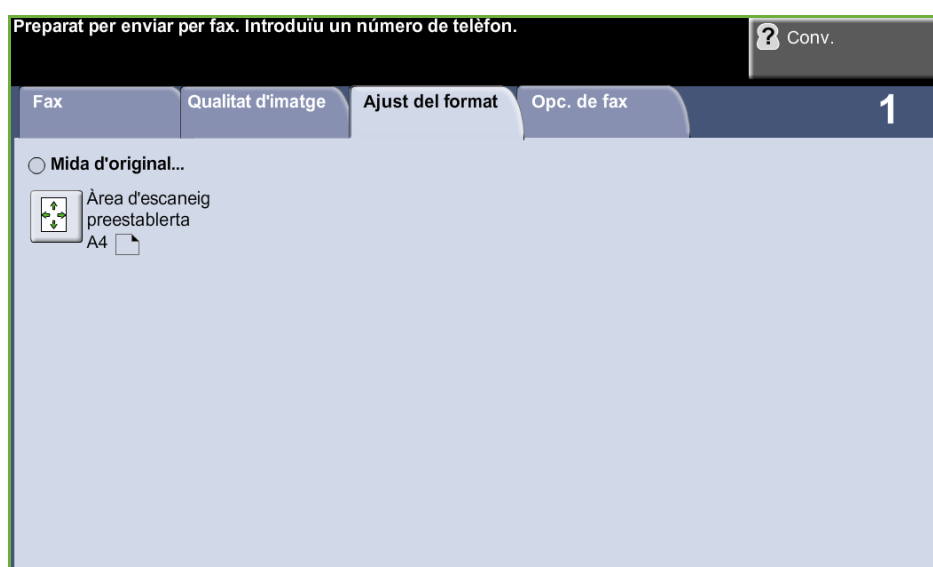 Preparat per enviar per fax. Introduïu un número de telèfon.
? Conv.
Fax
Qualitat d'imatge
Ajust del format
Opc. de fax
1
Mida d'original...
Àrea d'escaneig
preestablerta
A4